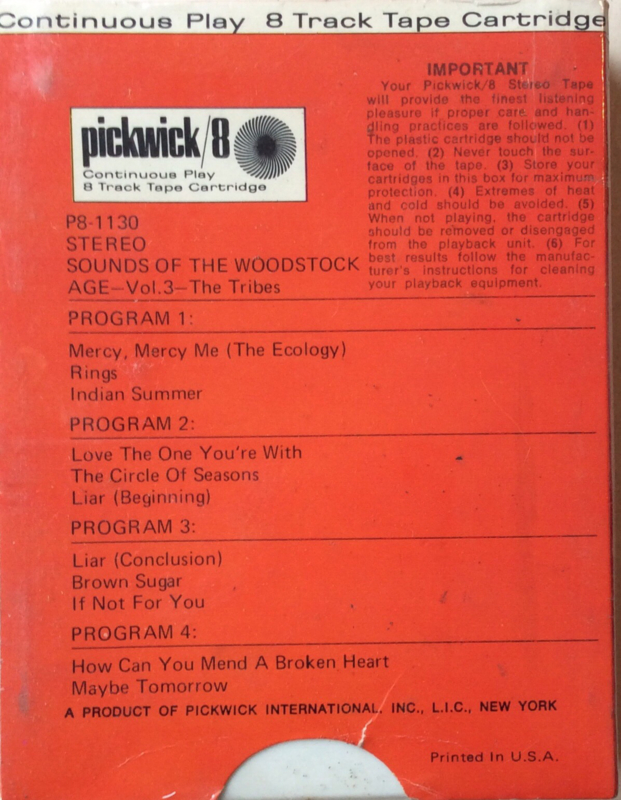 Continuous Play 8 Track Tape Cartridge
IMPORTANT
Your Pickwick/8 Stereo Tape
will provide the finest listening
pleasure if proper care and han-
dling practices are followed. (1)
The plastic cartridge should not be
opened. (2) Never touch the sur-
face of the tape. (3) Store your
cartridges in this box for maximum
protection. (4) Extremes of heat
and cold should be avoided. (5)
When not playing, the cartridge
should be removed or disengaged
from the playback unit. (6) For
best results follow the manufac-
turer's instructions for cleaning
your playback equipment.
pickwick/8
Continuous Play
8 Track Tape Cartridge
P8-1130
STEREO
SOUNDS OF THE WOODSTOCK
AGE—Vol.3—The Tribes
PROGRAM 1:
Mercy, Mercy Me (The Ecology)
Rings
Indian Summer
PROGRAM 2:
Love The One You're With
The Circle Of Seasons
Liar (Beginning)
PROGRAM 3:
Liar (Conclusion)
Brown Sugar
If Not For You
PROGRAM 4:
How Can You Mend A Broken Heart
Maybe Tomorrow
A PRODUCT OF PICKWICK INTERNATIONAL, INC., L.I.C., NEW YORK
Printed In U.S.A.